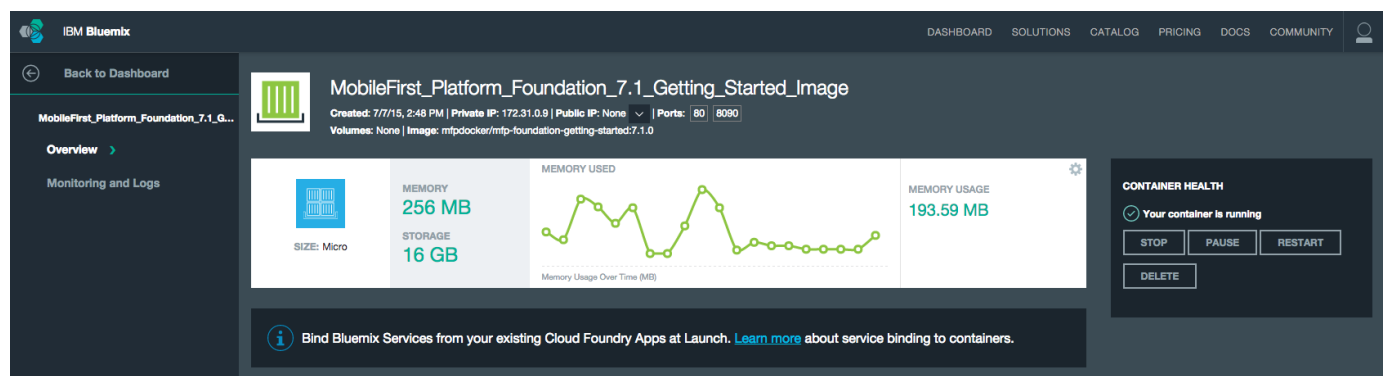 IBM Bluemix
DASHBOARD SOLUTIONS CATALOG PRICING DOCS COMMUNITY
Back to Dashboard
MobileFirst_Platform_Foundation_7.1_G...
Overview
Monitoring and Logs
MobileFirst_Platform_Foundation_7.1_Getting_Started_Image
Created: 7/7/15, 2:48 PM | Private IP: 172.31.0.9 | Public IP: None | Ports: 80 8090
Volumes: None | Image: mfpdocker/mfp-foundation-getting-started:7.1.0
SIZE: Micro
MEMORY
256 MB
STORAGE
16 GB
MEMORY USED
Memory Usage Over Time (MB)
MEMORY USAGE
193.59 MB
CONTAINER HEALTH
Your container is running
STOP PAUSE RESTART
DELETE
Bind Bluemix Services from your existing Cloud Foundry Apps at Launch. Learn more about service binding to containers.